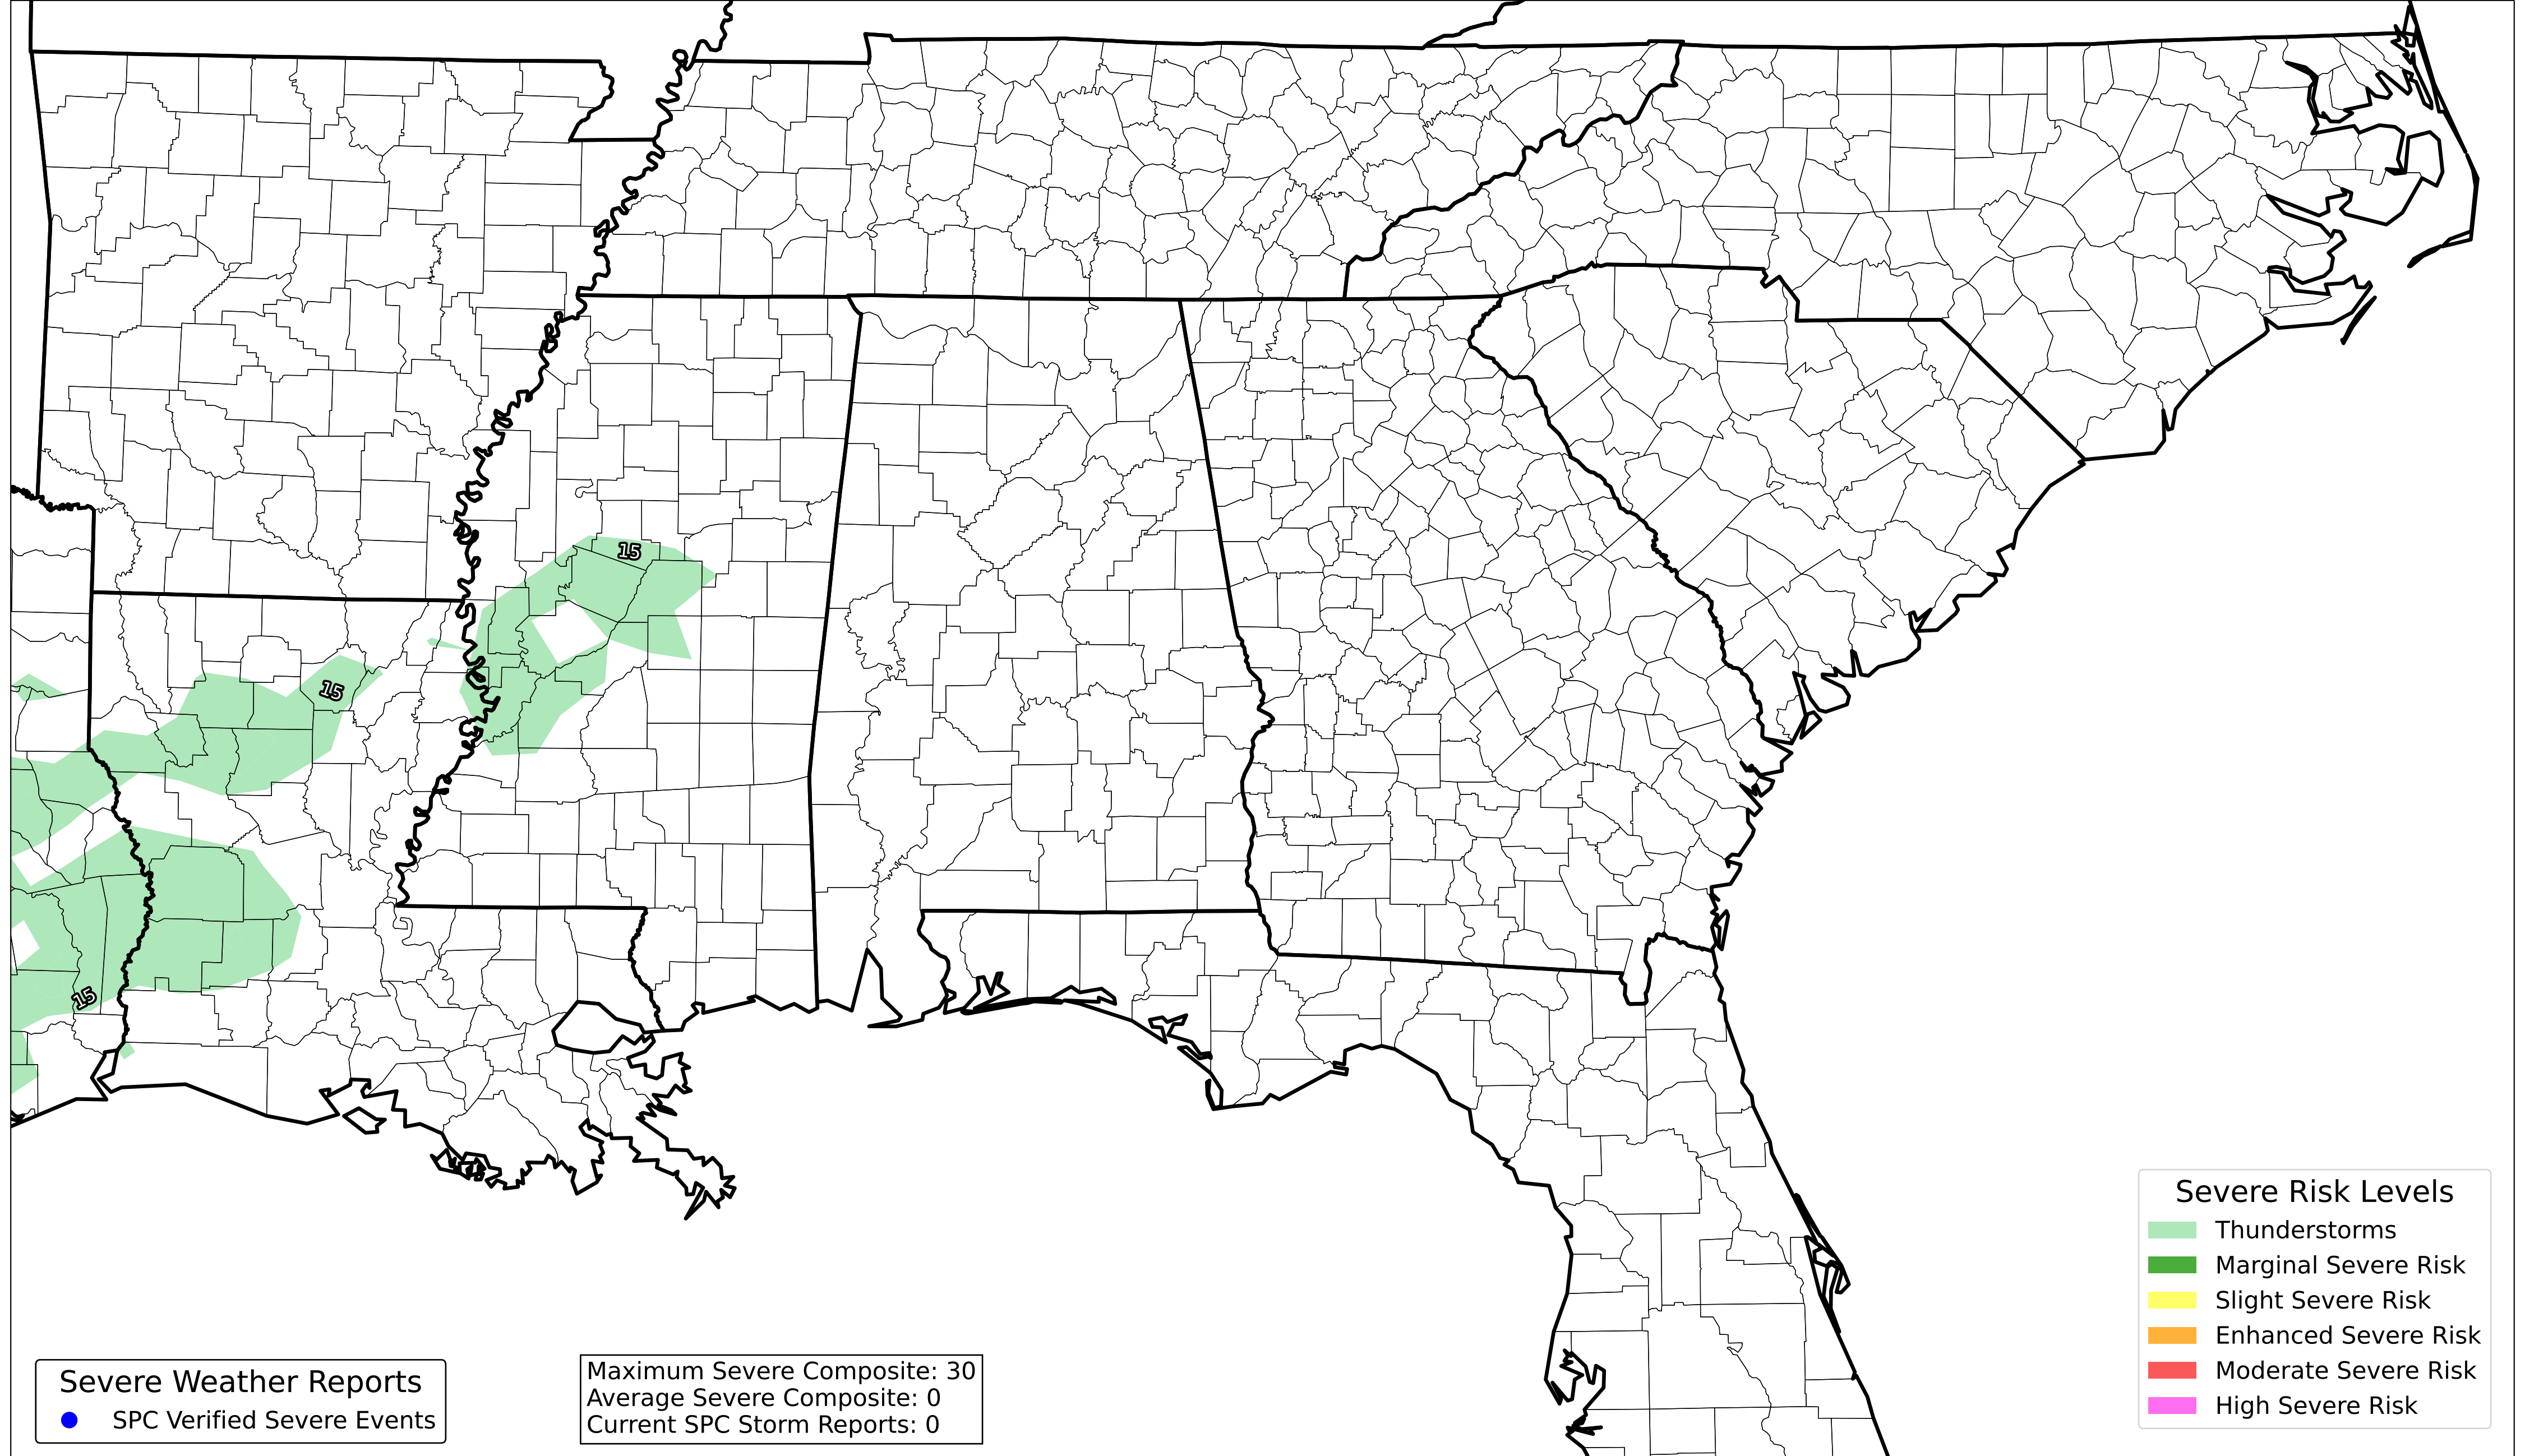 15
15
15
Severe Weather Reports
SPC Verified Severe Events
Maximum Severe Composite: 30
Average Severe Composite: 0
Current SPC Storm Reports: 0
Severe Risk Levels
Thunderstorms
Marginal Severe Risk
Slight Severe Risk
Enhanced Severe Risk
Moderate Severe Risk
High Severe Risk